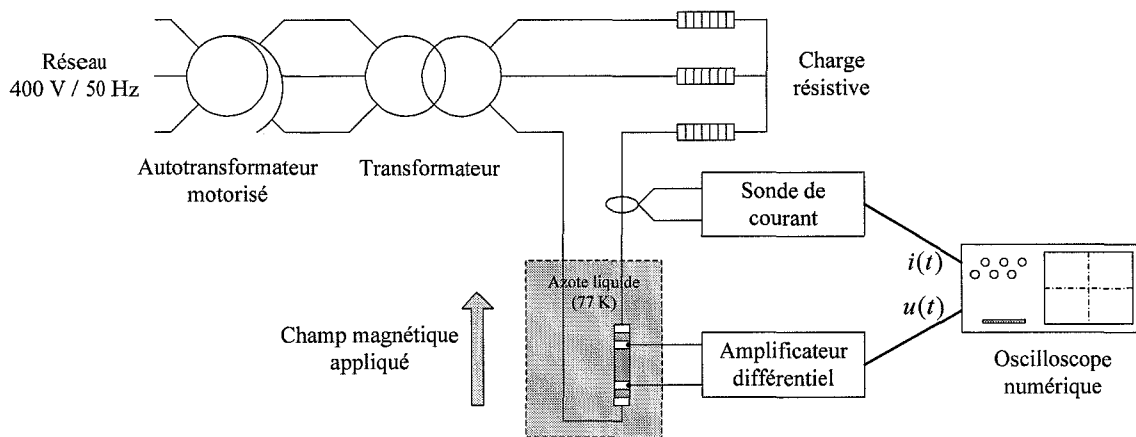 Réseau
400 V / 50 Hz
Autotransformateur
motorisé
Transformateur
Charge
résistive
Sonde de
courant
i(t)
u(t)
Azote liquide
(77 K)
Champ magnétique
appliqué
Amplificateur
différentiel
Oscilloscope
numérique